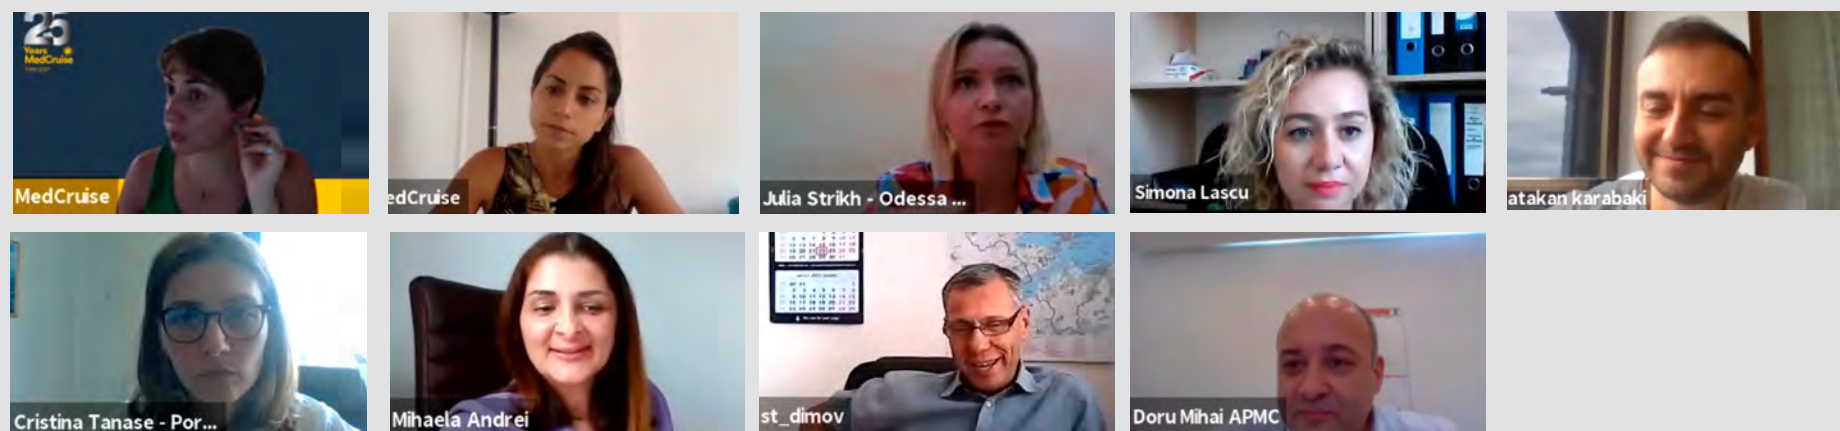 25
Years
MedCruise
MedCruise
edCruise
Julia Strikh - Odessa ...
Simona Lascu
atakan karabaki
Cristina Tanase - Por...
Mihaela Andrei
st_dimov
Doru Mihai APMC